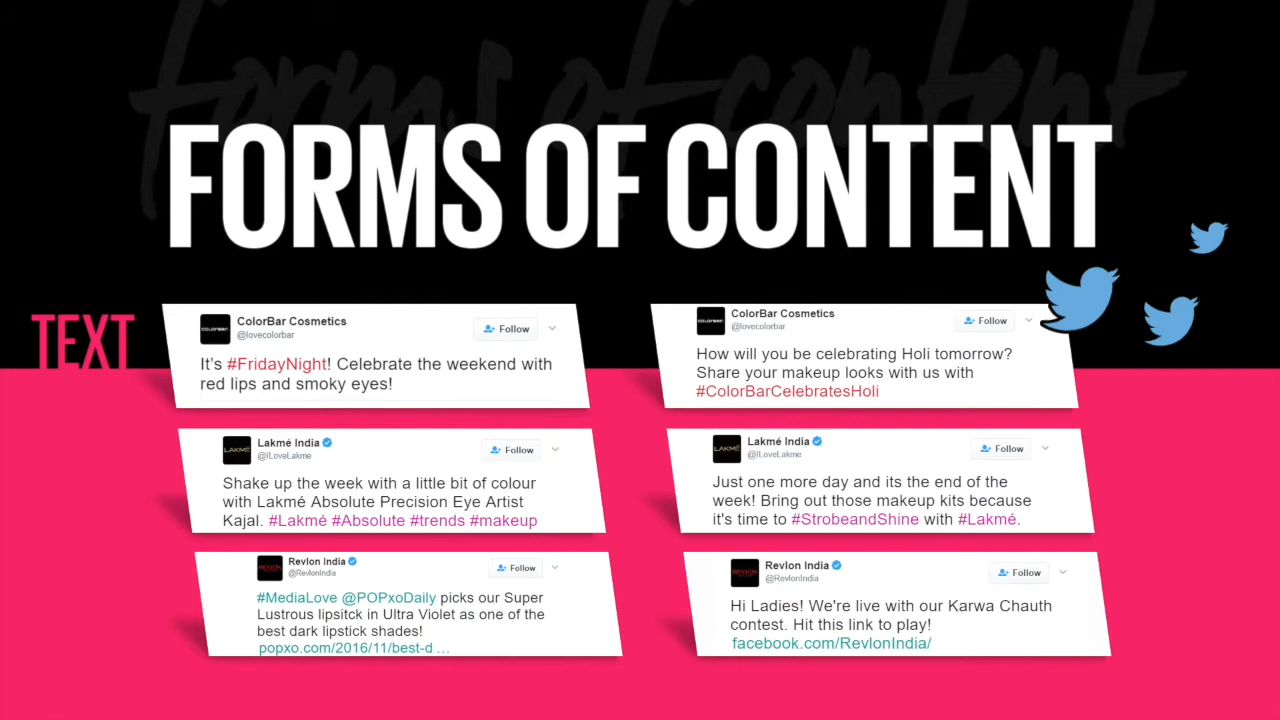 forms of content
FORMS OF CONTENT
TEXT
COLORBAR
ColorBar Cosmetics
@lovecolorbar
Follow
It's #FridayNight! Celebrate the weekend with
red lips and smoky eyes!
COLORBAR
ColorBar Cosmetics
@lovecolorbar
Follow
How will you be celebrating Holi tomorrow?
Share your makeup looks with us with
#ColorBarCelebratesHoli
LAKMÉ
Lakmé India
@ILoveLakme
Follow
Shake up the week with a little bit of colour
with Lakmé Absolute Precision Eye Artist
Kajal. #Lakmé #Absolute #trends #makeup
LAKMÉ
Lakmé India
@ILoveLakme
Follow
Just one more day and its the end of the
week! Bring out those makeup kits because
it's time to #StrobeandShine with #Lakmé.
REVLON
Revlon India
@RevlonIndia
Follow
#MediaLove @POPxoDaily picks our Super
Lustrous lipsitck in Ultra Violet as one of the
best dark lipstick shades!
popxo.com/2016/11/best-d ...
REVLON
Revlon India
@RevlonIndia
Follow
Hi Ladies! We're live with our Karwa Chauth
contest. Hit this link to play!
facebook.com/RevlonIndia/